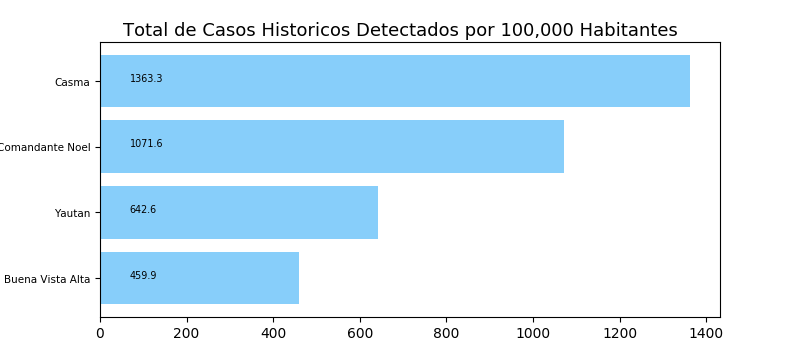 Total de Casos Historicos Detectados por 100,000 Habitantes
Casma
1363.3
Comandante Noel
1071.6
Yautan
642.6
Buena Vista Alta
459.9
0 200 400 600 800 1000 1200 1400